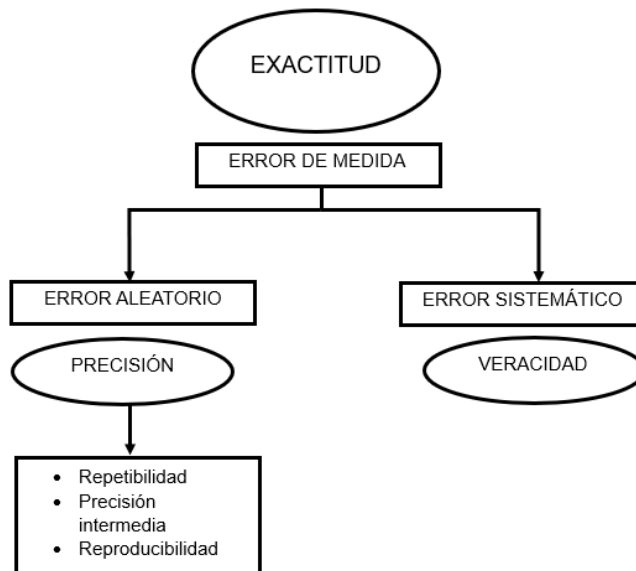 EXACTITUD
ERROR DE MEDIDA
ERROR ALEATORIO
ERROR SISTEMÁTICO
PRECISIÓN
VERACIDAD
• Repetibilidad
• Precisión
intermedia
• Reproducibilidad